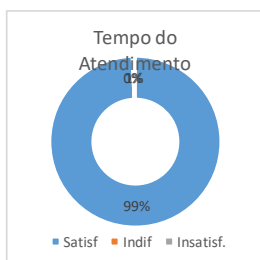 Tempo do
Atendimento
0% 1%
99%
Satisf Indif Insatisf.